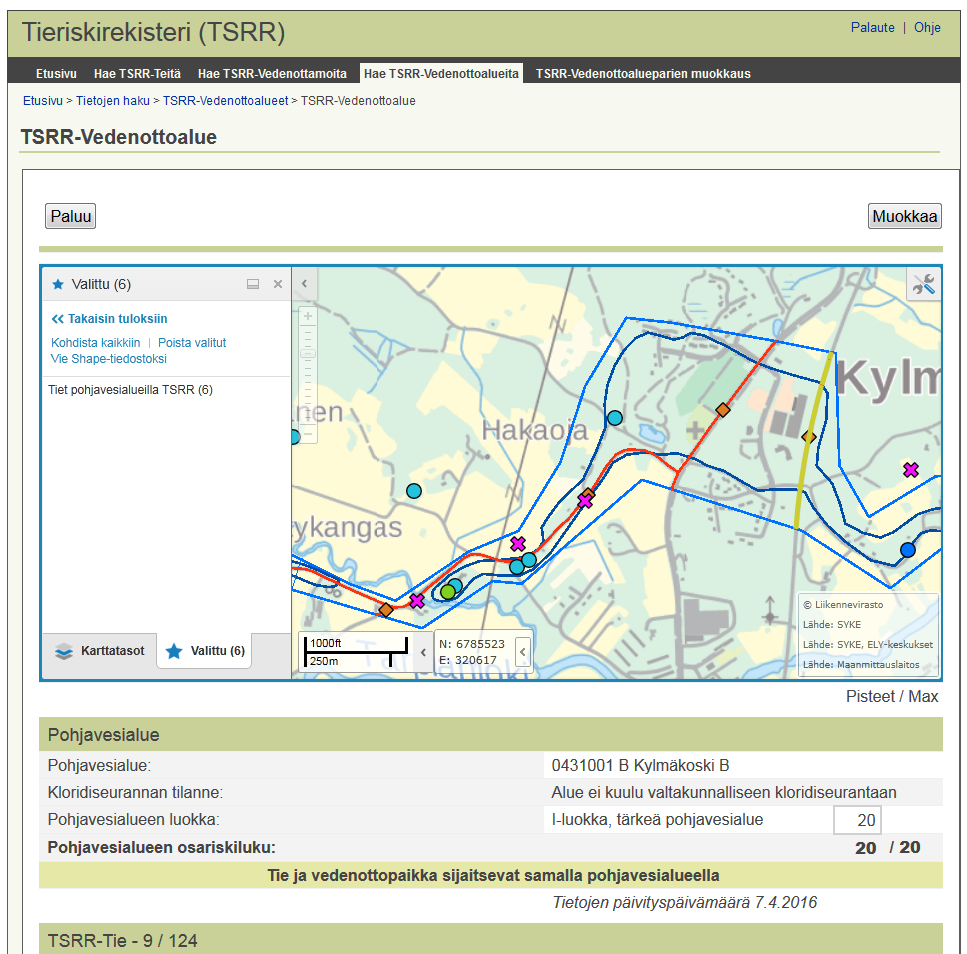 Tieriskirekisteri (TSRR)
Palaute | Ohje
Etusivu Hae TSRR-Teitä Hae TSRR-Vedenottamoita Hae TSRR-Vedenottoalueita TSRR-Vedenottoalueparien muokkaus
Etusivu > Tietojen haku > TSRR-Vedenottoalueet > TSRR-Vedenottoalue
TSRR-Vedenottoalue
Paluu
Muokkaa
Valittu (6)
Takaisin tuloksiin
Kohdista kaikkiin | Poista valitut
Vie Shape-tiedostoksi
Tiet pohjavesialueilla TSRR (6)
Karttatasot
Valittu (6)
Kylm
Hakaoja
nen
ykangas
1000ft
250m
N: 6785523
E: 320617
© Liikennevirasto
Lähde: SYKE
Lähde: SYKE, ELY-keskukset
Lähde: Maanmittauslaitos
Pisteet / Max
Pohjavesialue
Pohjavesialue: 0431001 B Kylmäkoski B
Kloridiseurannan tilanne: Alue ei kuulu valtakunnalliseen kloridiseurantaan
Pohjavesialueen luokka: I-luokka, tärkeä pohjavesialue 20
Pohjavesialueen osariskiluku: 20 / 20
Tie ja vedenottopaikka sijaitsevat samalla pohjavesialueella
Tietojen päivityspäivämäärä 7.4.2016
TSRR-Tie - 9 / 124